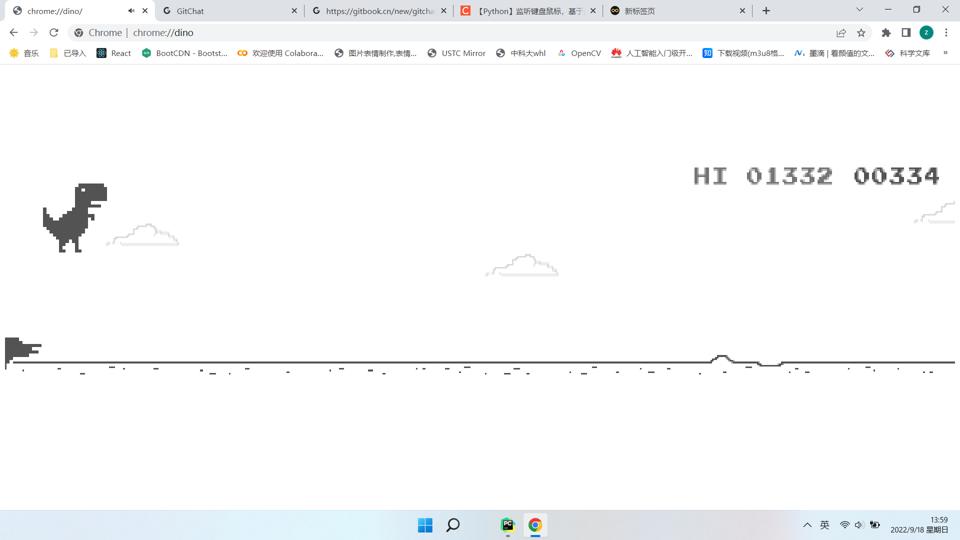 chrome://dino/
GitChat
https://gitbook.cn/new/gitcha
【Python】监听键盘鼠标，基于
新标签页
Chrome | chrome://dino
音乐
已导入
React
BootCDN - Bootst...
欢迎使用 Colabora...
图片表情制作,表情...
USTC Mirror
中科大whl
OpenCV
人工智能入门极开...
下载视频(m3u8格...
墨滴 | 看颜值的文...
科学文库
»
HI 01332 00334
英
13:59
2022/9/18 星期日